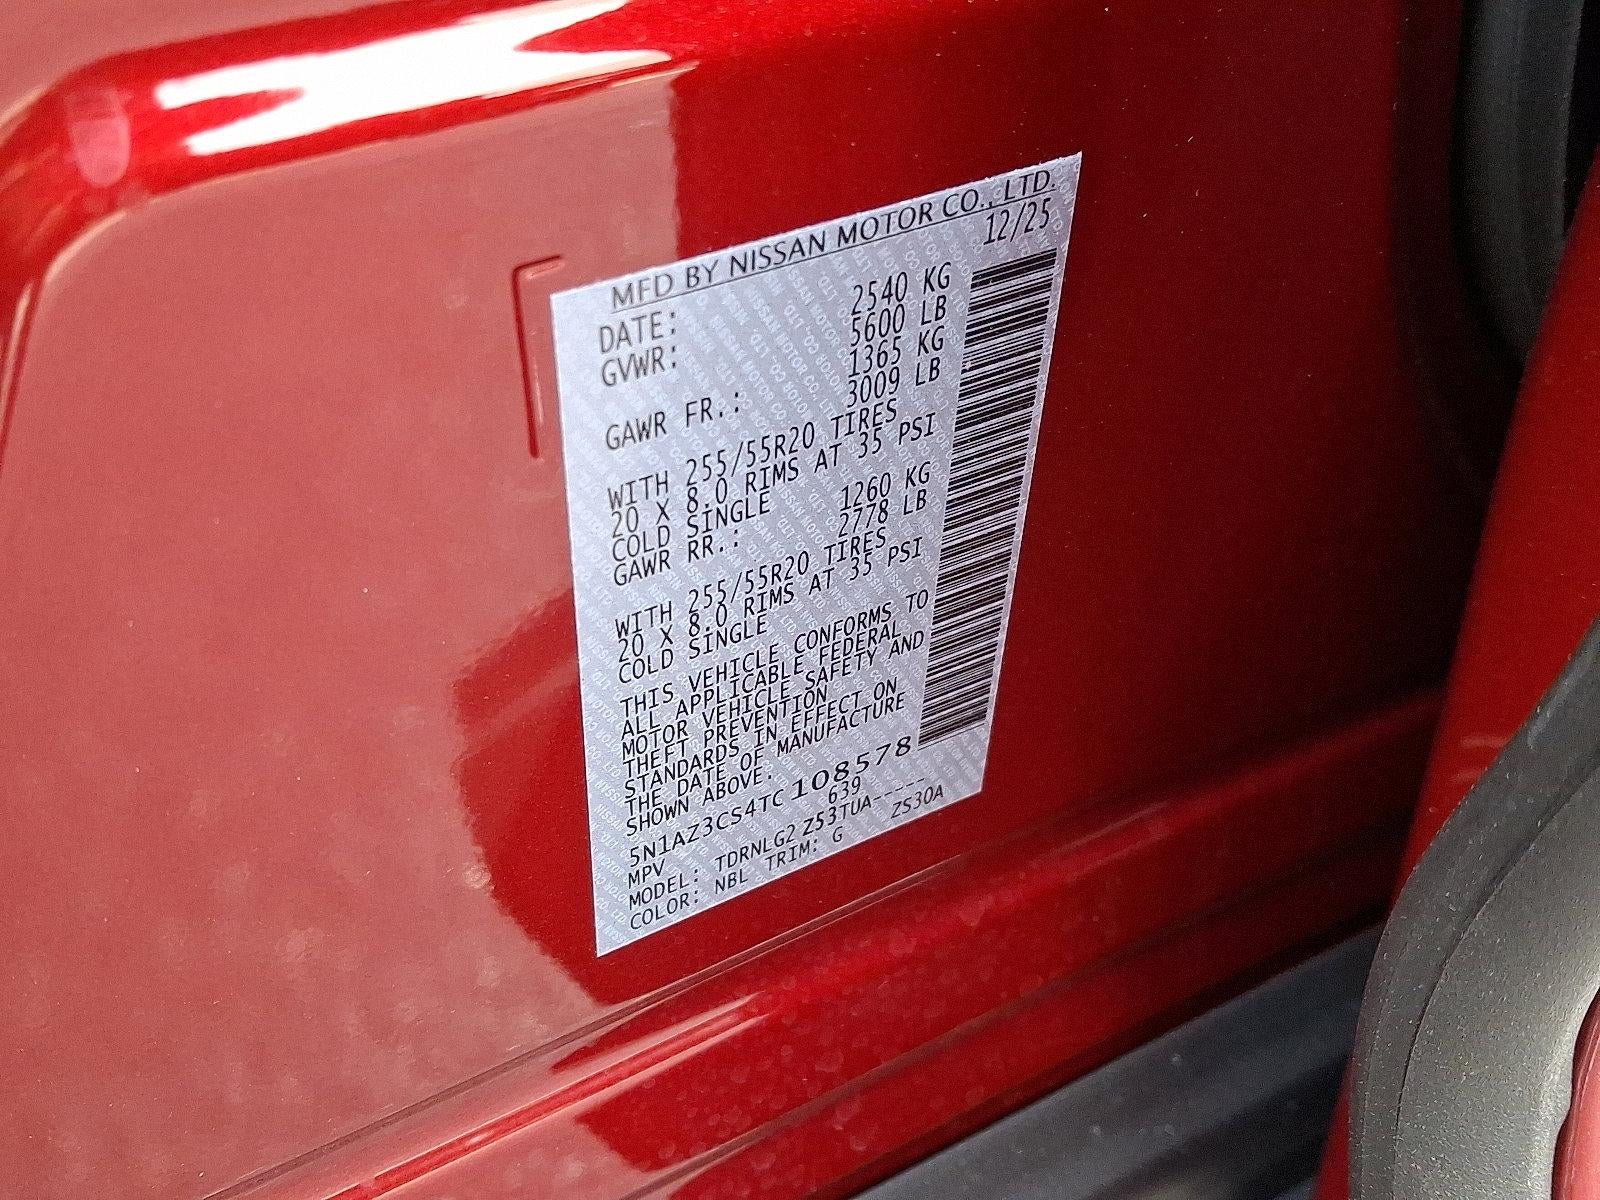 MFD BY NISSAN MOTOR CO., LTD.
DATE: 12/25
GVWR: 2540 KG
5600 LB
GAWR FR.: 1365 KG
3009 LB
WITH 255/55R20 TIRES
20 X 8.0 RIMS AT 35 PSI
COLD SINGLE
GAWR RR.: 1260 KG
2778 LB
WITH 255/55R20 TIRES
20 X 8.0 RIMS AT 35 PSI
COLD SINGLE
THIS VEHICLE CONFORMS TO
ALL APPLICABLE FEDERAL
MOTOR VEHICLE SAFETY AND
THEFT PREVENTION
STANDARDS IN EFFECT ON
THE DATE OF MANUFACTURE
SHOWN ABOVE.
5N1AZ3CS4TC108578
MPV 639
MODEL: TDRNLG2 Z53TUA-----
COLOR: NBL TRIM: G ZS30A